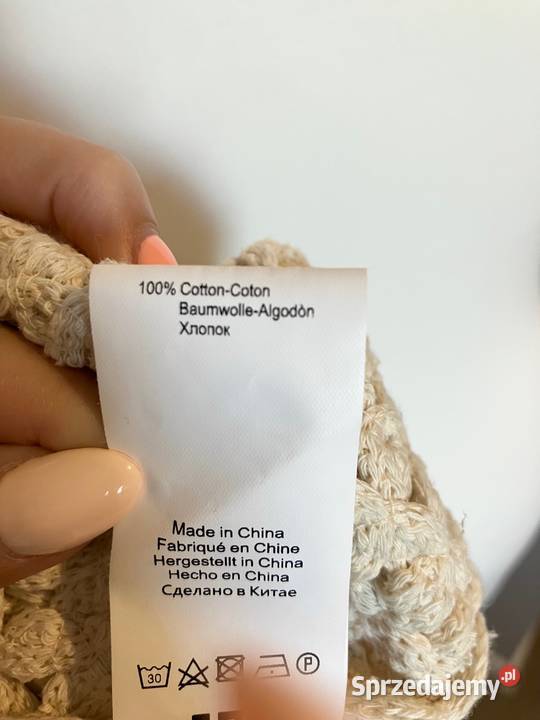 100% Cotton-Coton
Baumwolle-Algodòn
Хлопок
Made in China
Fabriqué en Chine
Hergestellt in China
Hecho en China
Сделано в Китае
30
P
Sprzedajemy.pl